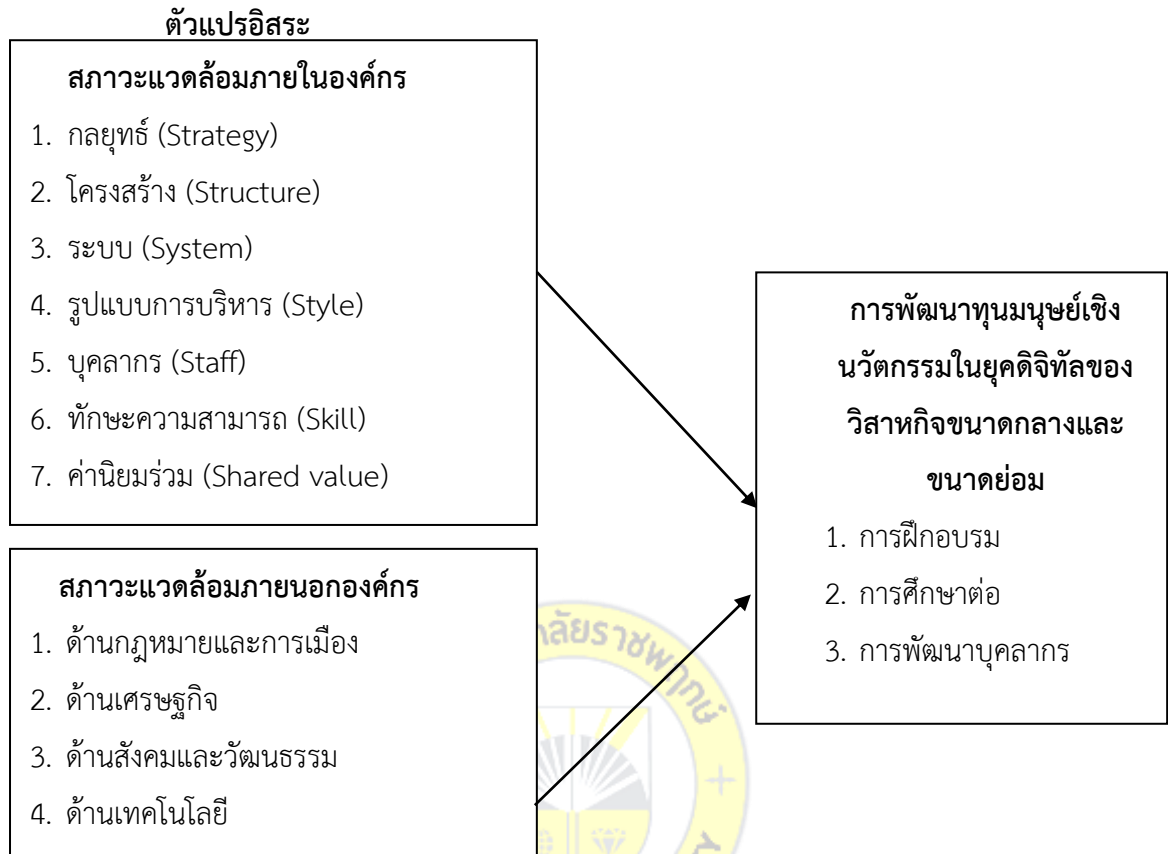 ตัวแปรอิสระ
สภาวะแวดล้อมภายในองค์กร
1. กลยุทธ์ (Strategy)
2. โครงสร้าง (Structure)
3. ระบบ (System)
4. รูปแบบการบริหาร (Style)
5. บุคลากร (Staff)
6. ทักษะความสามารถ (Skill)
7. ค่านิยมร่วม (Shared value)
สภาวะแวดล้อมภายนอกองค์กร
1. ด้านกฎหมายและการเมือง
2. ด้านเศรษฐกิจ
3. ด้านสังคมและวัฒนธรรม
4. ด้านเทคโนโลยี
การพัฒนาทุนมนุษย์เชิง
นวัตกรรมในยุคดิจิทัลของ
วิสาหกิจขนาดกลางและ
ขนาดย่อม
1. การฝึกอบรม
2. การศึกษาต่อ
3. การพัฒนาบุคลากร